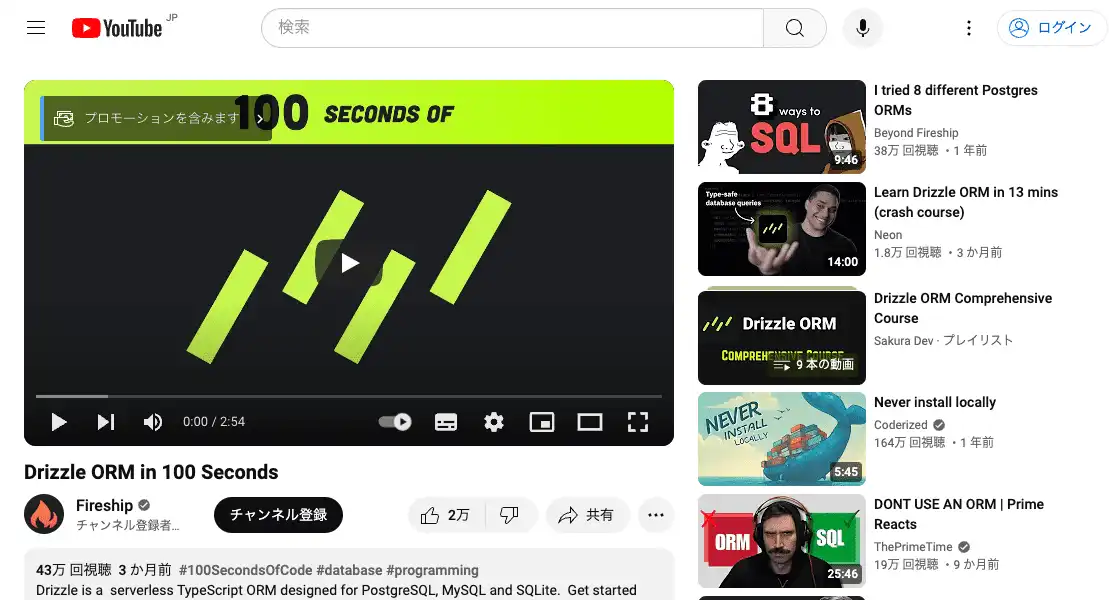 YouTube JP
検索
ログイン
プロモーションを含みます
100 SECONDS OF
0:00 / 2:54
Drizzle ORM in 100 Seconds
Fireship
チャンネル登録者…
チャンネル登録
2万
共有
43万 回視聴 3 か月前 #100SecondsOfCode #database #programming
Drizzle is a serverless TypeScript ORM designed for PostgreSQL, MySQL and SQLite. Get started
8 ways to
SQL
9:46
I tried 8 different Postgres
ORMs
Beyond Fireship
38万 回視聴 ・1 年前
Type-safe
database queries
14:00
Learn Drizzle ORM in 13 mins
(crash course)
Neon
1.8万 回視聴 ・3 か月前
Drizzle ORM
COMPREHENSIVE COURSE
9 本の動画
Drizzle ORM Comprehensive
Course
Sakura Dev · プレイリスト
NEVER
INSTALL
LOCALLY
5:45
Never install locally
Coderized
164万 回視聴 ・1 年前
ORM
SQL
25:46
DONT USE AN ORM | Prime
Reacts
ThePrimeTime
19万 回視聴 ・9 か月前